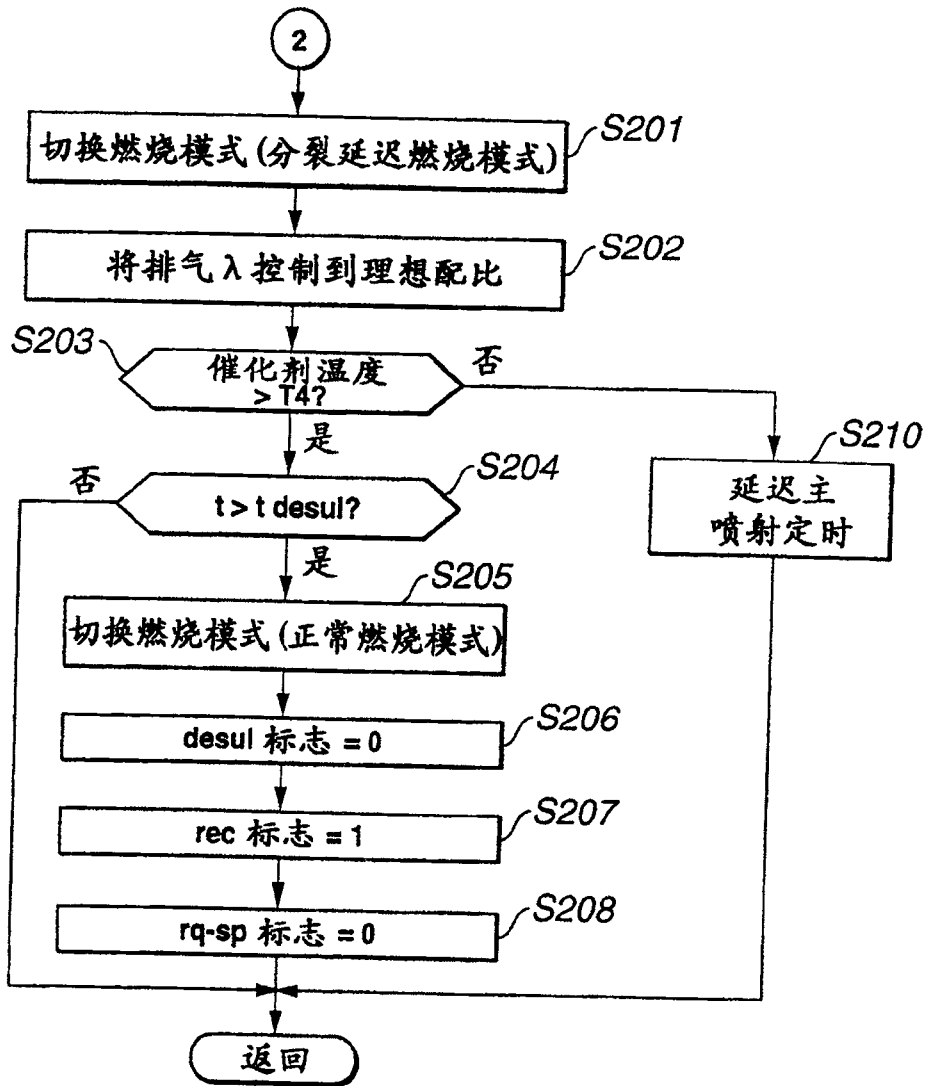 2
切换燃烧模式(分裂延迟燃烧模式)
S201
将排气λ控制到理想配比
S202
S203
催化剂温度
> T4?
否
是
S210
延迟主
喷射定时
S204
否
t > t desul?
是
S205
切换燃烧模式(正常燃烧模式)
S206
desul 标志 = 0
S207
rec 标志 = 1
S208
rq-sp 标志 = 0
返回